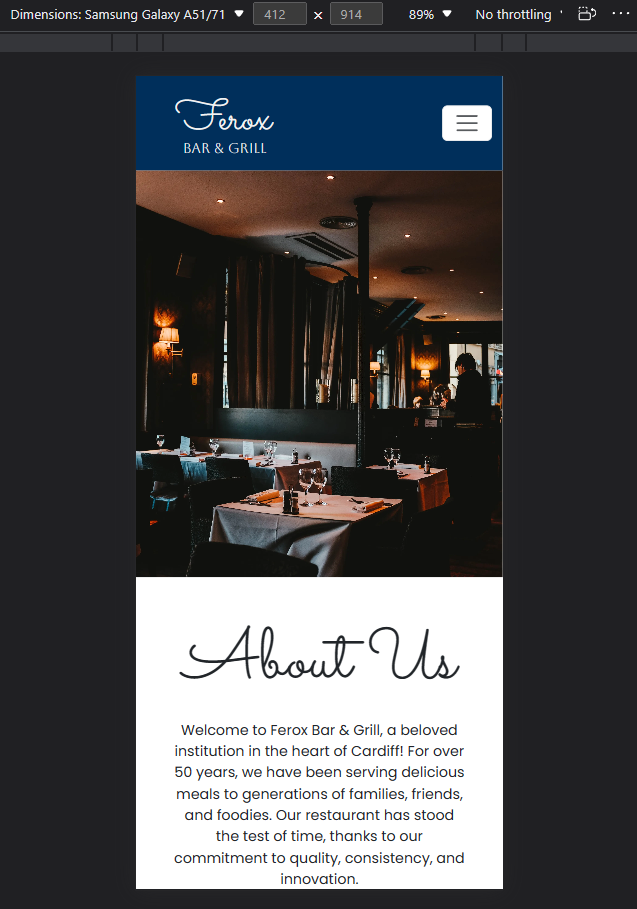 Dimensions: Samsung Galaxy A51/71 ▼ 412 x 914 89% ▼ No throttling
Ferox
BAR & GRILL
About Us
Welcome to Ferox Bar & Grill, a beloved
institution in the heart of Cardiff! For over
50 years, we have been serving delicious
meals to generations of families, friends,
and foodies. Our restaurant has stood
the test of time, thanks to our
commitment to quality, consistency, and
innovation.